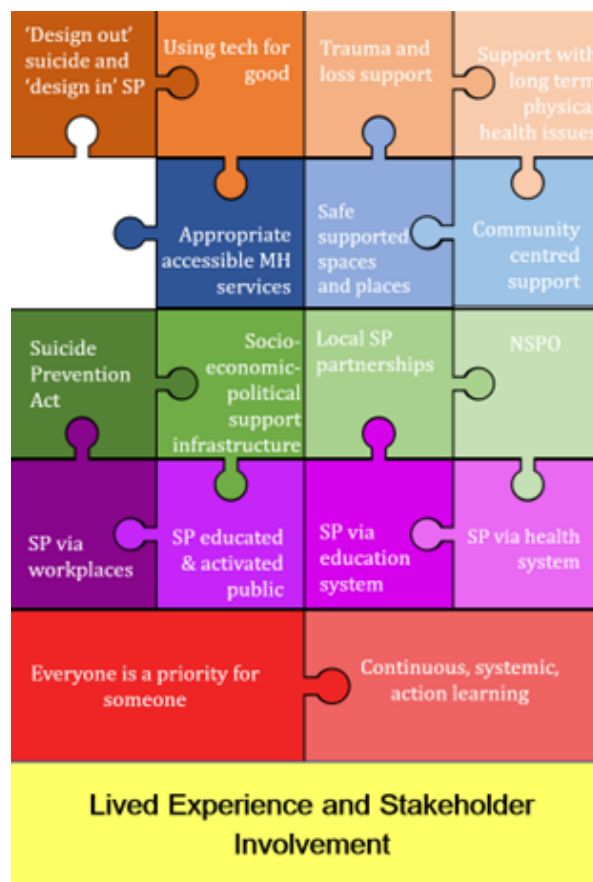 ‘Design out’
suicide and
‘design in’ SP
Using tech for
good
Trauma and
loss support
Support with
long term
physical
health issues
Appropriate
accessible MH
services
Safe
supported
spaces
and places
Community
centred
support
Suicide
Prevention
Act
Socio-
economic-
political
support
infrastructure
Local SP
partnerships
NSPO
SP via
workplaces
SP educated
& activated
public
SP via
education
system
SP via health
system
Everyone is a priority for
someone
Continuous, systemic,
action learning
Lived Experience and Stakeholder
Involvement